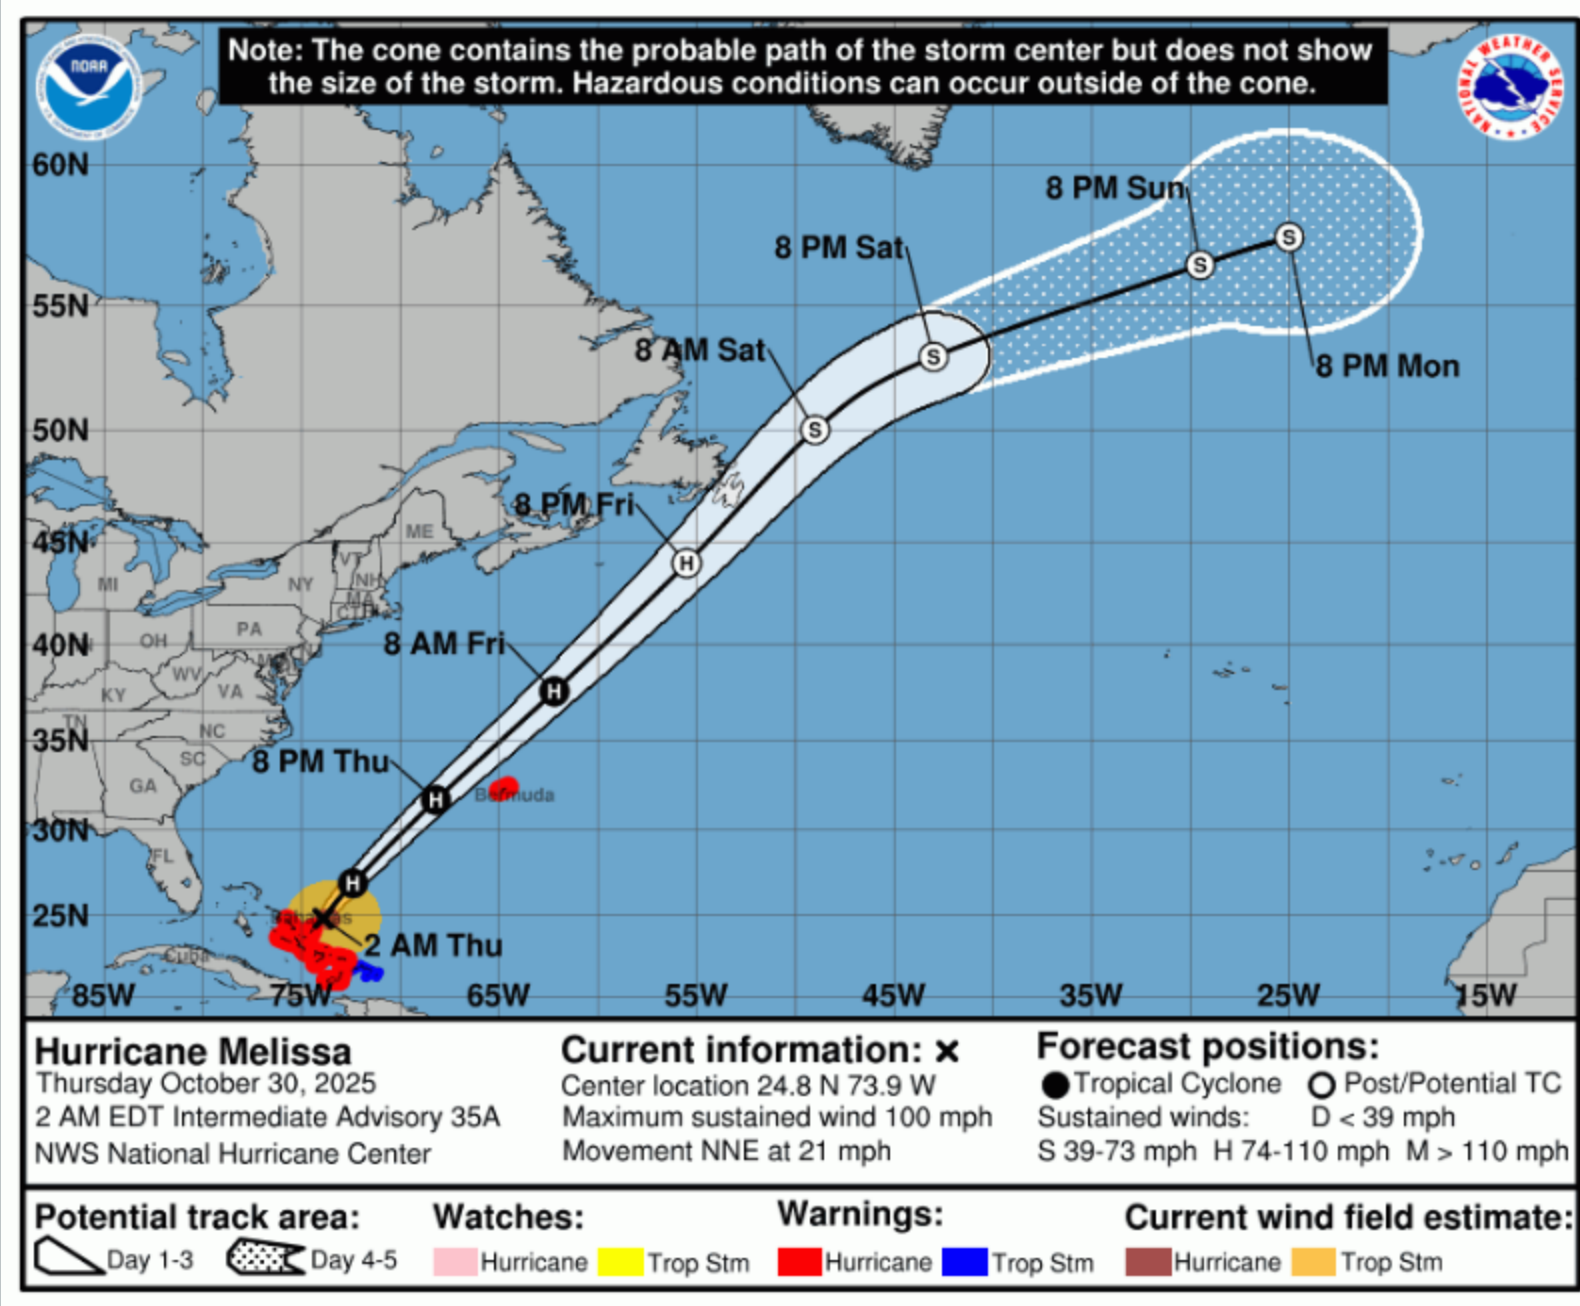 Note: The cone contains the probable path of the storm center but does not show
the size of the storm. Hazardous conditions can occur outside of the cone.
NOAA
NATIONAL WEATHER SERVICE
60N
8 PM Sun
8 PM Sat
55N
8 AM Sat
8 PM Mon
50N
8 PM Fri
45N
ME
VT
MI
NY
NH
MA
CT
PA
40N
OH
8 AM Fri
WV
KY
VA
TN
NC
35N
SC
8 PM Thu
GA
Bermuda
30N
FL
25N
Bahamas
2 AM Thu
Cuba
85W
75W
65W
55W
45W
35W
25W
15W
H
H
H
H
S
S
S
S
Hurricane Melissa
Thursday October 30, 2025
2 AM EDT Intermediate Advisory 35A
NWS National Hurricane Center
Current information: ×
Center location 24.8 N 73.9 W
Maximum sustained wind 100 mph
Movement NNE at 21 mph
Forecast positions:
Tropical Cyclone Post/Potential TC
Sustained winds: D < 39 mph
S 39-73 mph H 74-110 mph M > 110 mph
Potential track area:
Day 1-3 Day 4-5
Watches:
Hurricane Trop Stm
Warnings:
Hurricane Trop Stm
Current wind field estimate:
Hurricane Trop Stm